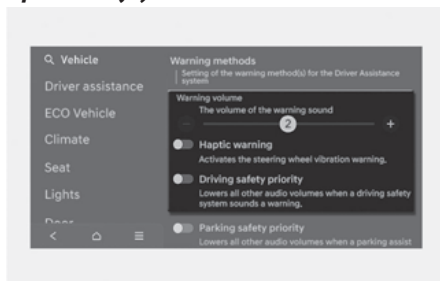 Vehicle
Driver assistance
ECO Vehicle
Climate
Seat
Lights
Warning methods
Setting of the warning method(s) for the Driver Assistance
system
Warning volume
The volume of the warning sound
2
Haptic warning
Activates the steering wheel vibration warning,
Driving safety priority
Lowers all other audio volumes when a driving safety
system sounds a warning,
Parking safety priority
Lowers all other audio volumes when a parking assist